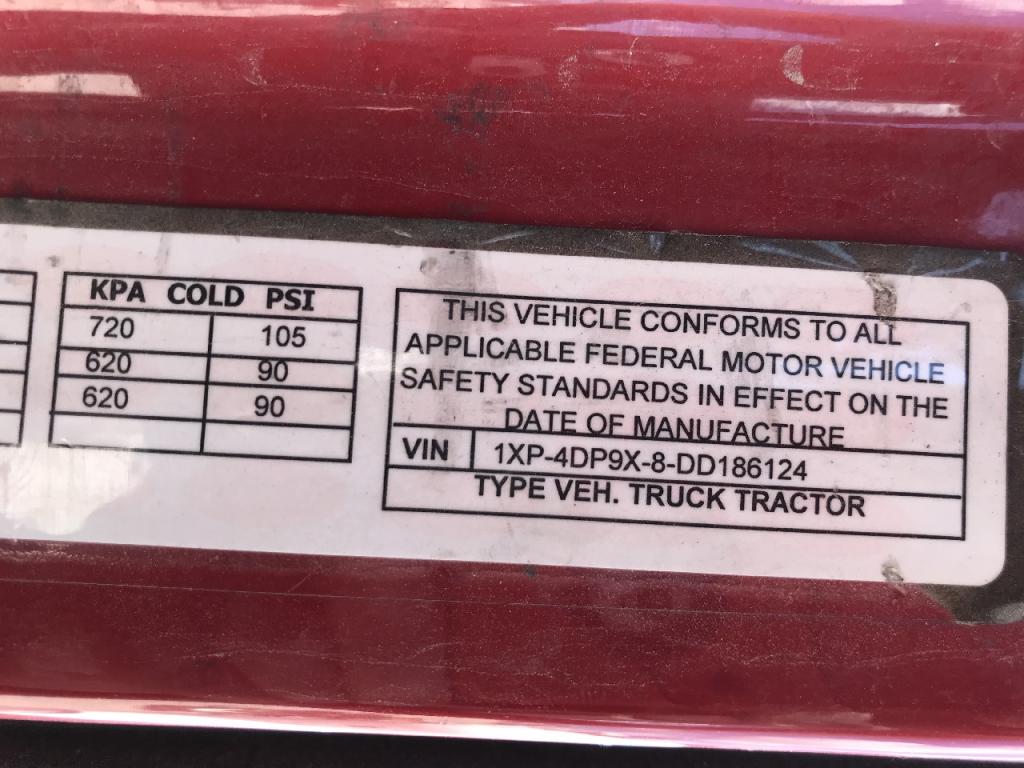 KPA COLD PSI
720 105
620 90
620 90
THIS VEHICLE CONFORMS TO ALL
APPLICABLE FEDERAL MOTOR VEHICLE
SAFETY STANDARDS IN EFFECT ON THE
DATE OF MANUFACTURE
VIN 1XP-4DP9X-8-DD186124
TYPE VEH. TRUCK TRACTOR